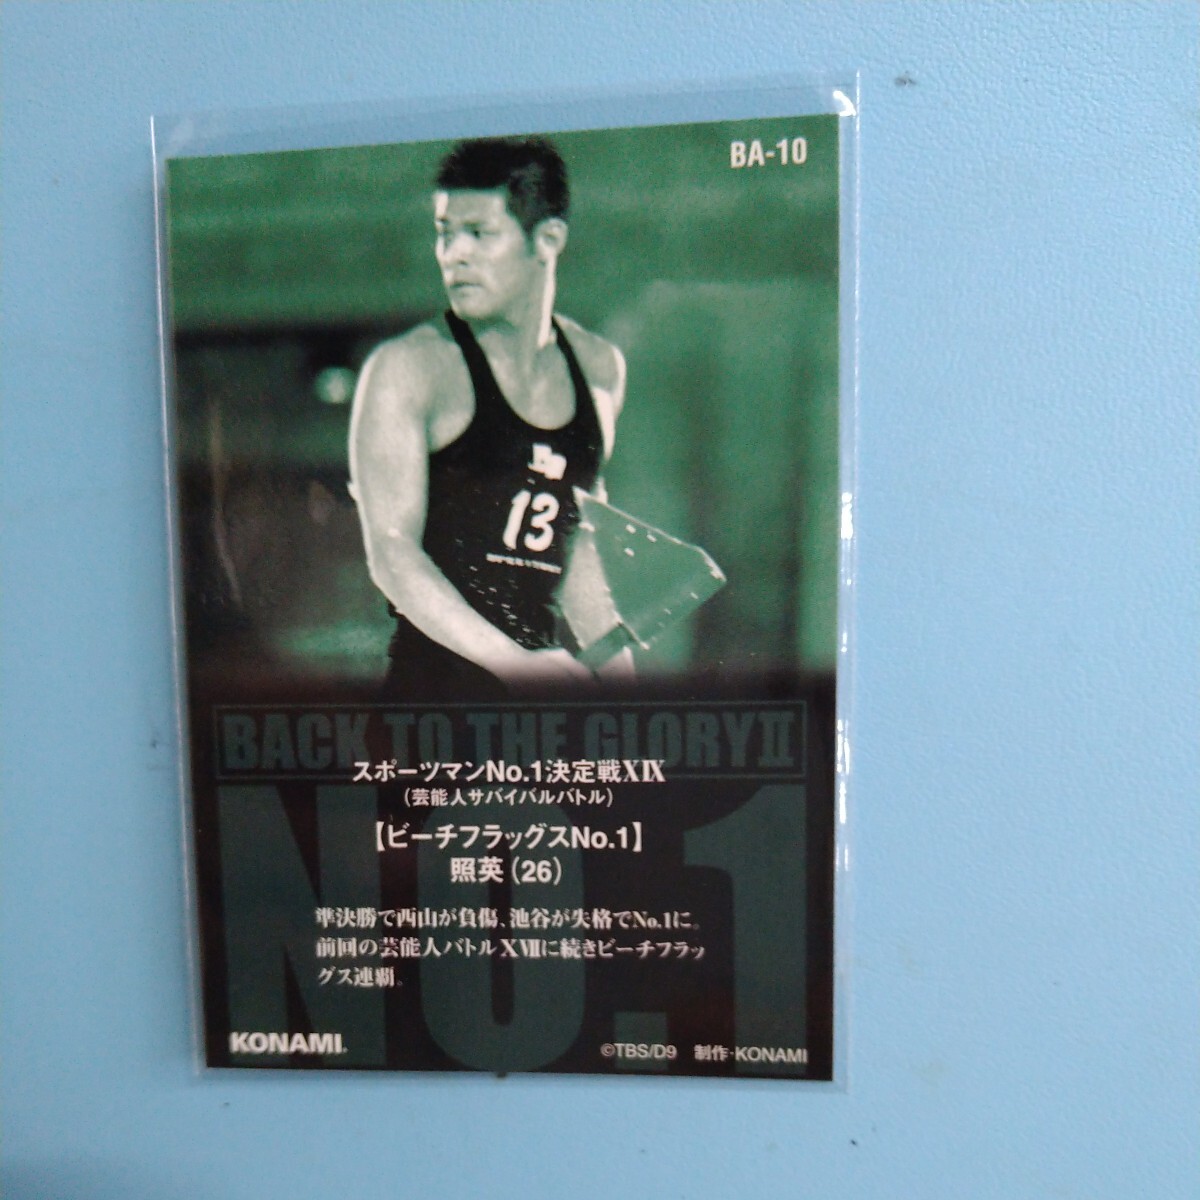 BA-10
13
BACK TO THE GLORY II
NO.1
スポーツマンNo.1決定戦XIX
(芸能人サバイバルバトル)
【ビーチフラッグスNo.1】
照英(26)
準決勝で西山が負傷、池谷が失格でNo.1に。
前回の芸能人バトルXVIIに続きビーチフラッ
グス連覇。
KONAMI
©TBS/D9 制作・KONAMI